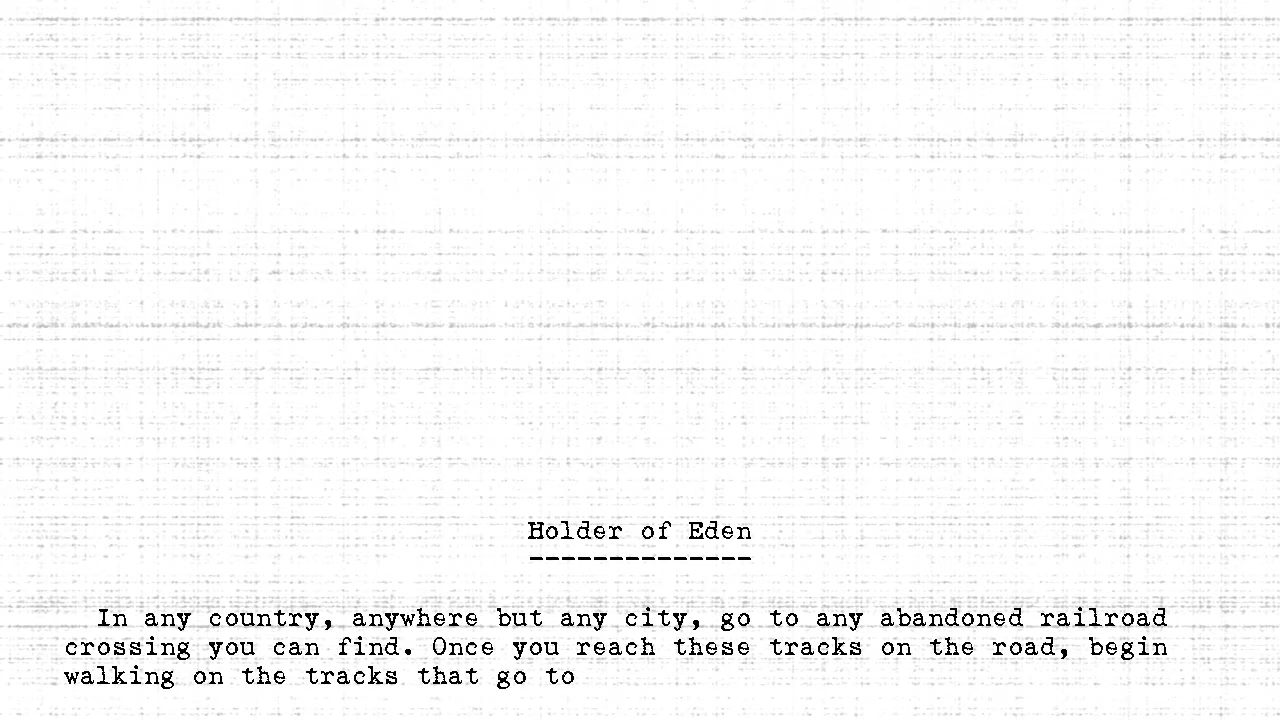 Holder of Eden
--------------
In any country, anywhere but any city, go to any abandoned railroad
crossing you can find. Once you reach these tracks on the road, begin
walking on the tracks that go to